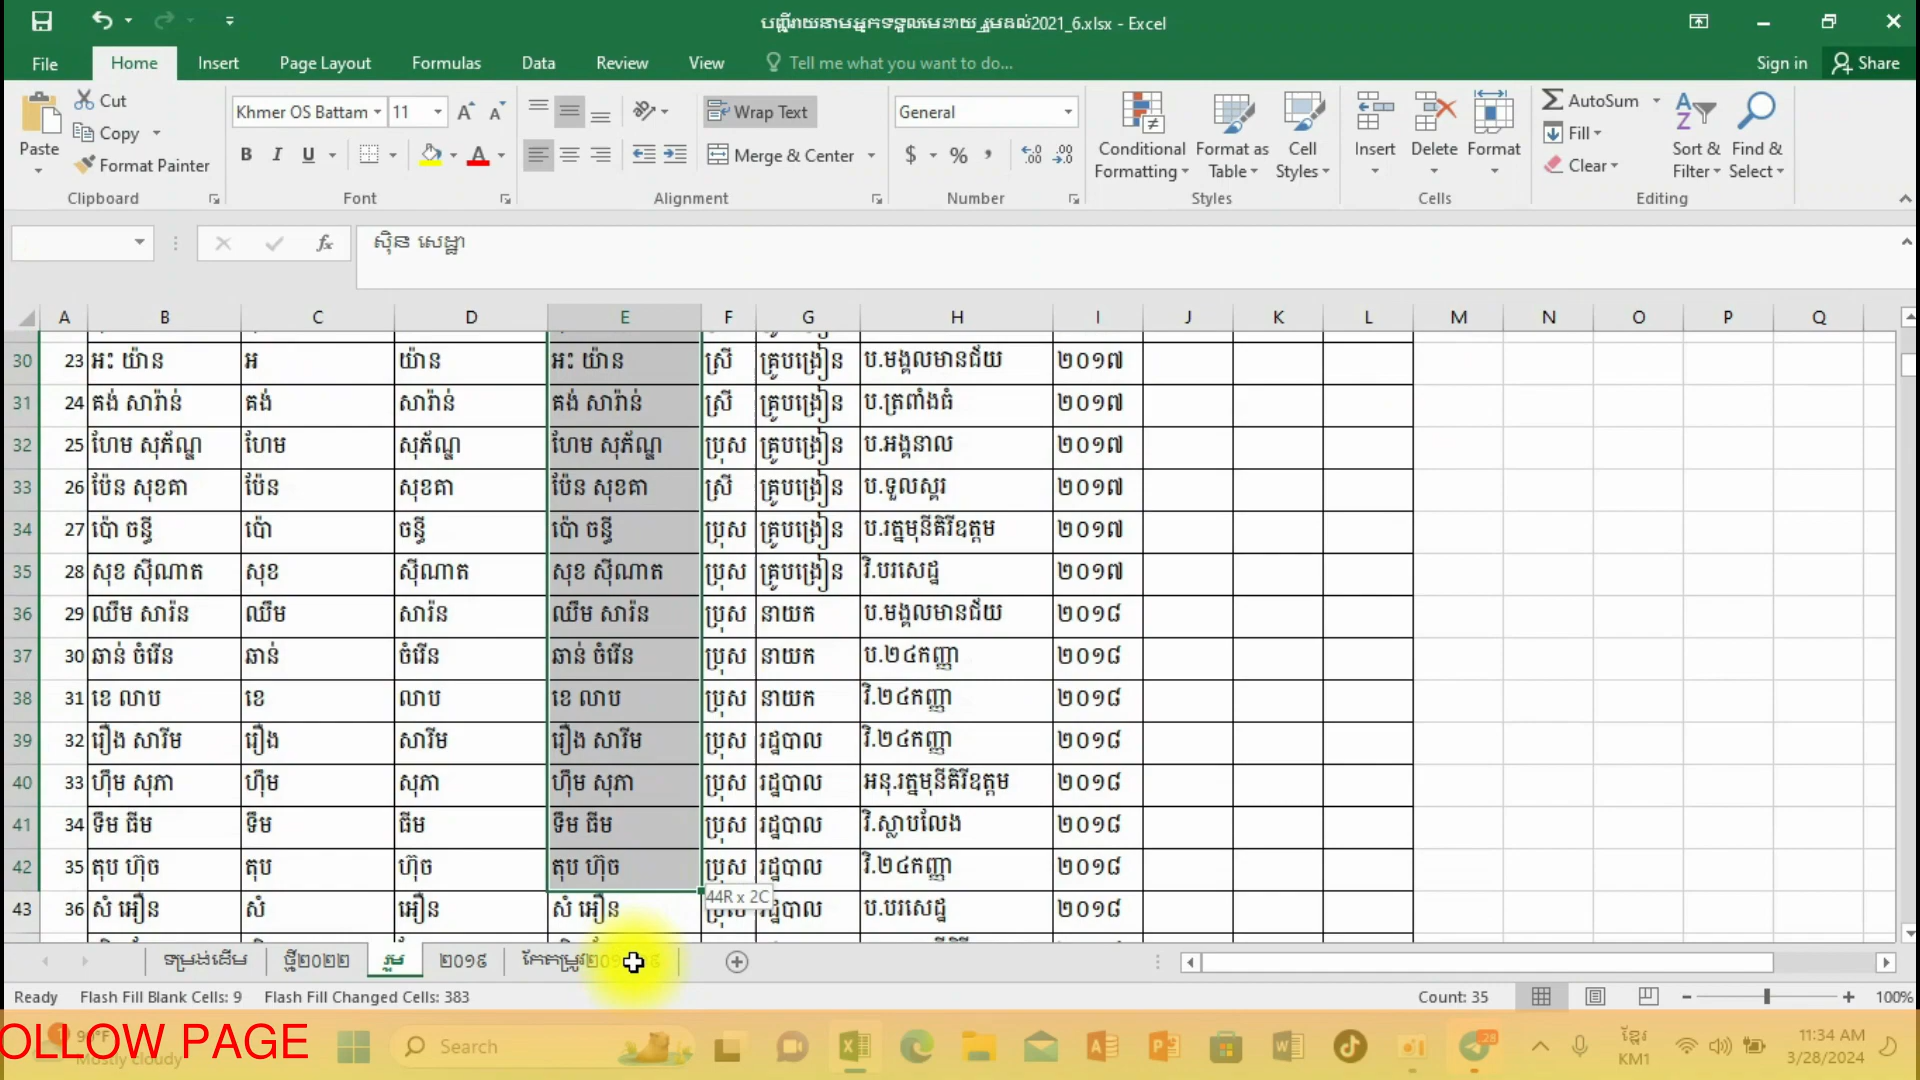 បញ្ជីរាយនាមអ្នកទទួលមេដាយ_រួមដល់2021_6.xlsx - Excel
File Home Insert Page Layout Formulas Data Review View Tell me what you want to do... Sign in Share
Cut
Copy
Format Painter
Paste
Khmer OS Battam 11
Wrap Text
Merge & Center
General
Conditional Formatting
Format as Table
Cell Styles
Insert Delete Format
AutoSum
Fill
Clear
Sort & Filter
Find & Select
Clipboard Font Alignment Number Styles Cells Editing
ស៊ិន សេដ្ឋា
A B C D E F G H I J K L M N O P Q
30 23 អះ យ៉ាន អ យ៉ាន អះ យ៉ាន ស្រី គ្រូបង្រៀន ប.មង្គលមានជ័យ ២០១៧
31 24 គង់ សារ៉ាន់ គង់ សារ៉ាន់ គង់ សារ៉ាន់ ស្រី គ្រូបង្រៀន ប.ត្រពាំងធំ ២០១៧
32 25 ហែម សុភ័ណ្ឌ ហែម សុភ័ណ្ឌ ហែម សុភ័ណ្ឌ ប្រុស គ្រូបង្រៀន ប.អង្គនាល ២០១៧
33 26 ប៉ែន សុខគា ប៉ែន សុខគា ប៉ែន សុខគា ស្រី គ្រូបង្រៀន ប.ទួលស្គរ ២០១៧
34 27 ប៉ោ ចន្ធី ប៉ោ ចន្ធី ប៉ោ ចន្ធី ប្រុស គ្រូបង្រៀន ប.រត្នមុនីគិរីឧត្តម ២០១៧
35 28 សុខ ស៊ីណាត សុខ ស៊ីណាត សុខ ស៊ីណាត ប្រុស គ្រូបង្រៀន វិ.បរសេដ្ឋ ២០១៧
36 29 ឈឹម សារ៉ន ឈឹម សារ៉ន ឈឹម សារ៉ន ប្រុស នាយក ប.មង្គលមានជ័យ ២០១៨
37 30 ឆាន់ ចំរើន ឆាន់ ចំរើន ឆាន់ ចំរើន ប្រុស នាយក ប.២៤កញ្ញា ២០១៨
38 31 ខេ លាប ខេ លាប ខេ លាប ប្រុស នាយក វិ.២៤កញ្ញា ២០១៨
39 32 រឿង សារីម រឿង សារីម រឿង សារីម ប្រុស រដ្ឋបាល វិ.២៤កញ្ញា ២០១៨
40 33 ហ៊ឹម សុភា ហ៊ឹម សុភា ហ៊ឹម សុភា ប្រុស រដ្ឋបាល អនុ.រត្នមុនីគិរីឧត្តម ២០១៨
41 34 ទឹម ធីម ទឹម ធីម ទឹម ធីម ប្រុស រដ្ឋបាល វិ.ស្លាបលែង ២០១៨
42 35 តុប ហ៊ុច តុប ហ៊ុច តុប ហ៊ុច ប្រុស រដ្ឋបាល វិ.២៤កញ្ញា ២០១៨
44R x 2C
43 36 សំ អឿន សំ អឿន សំ អឿន ប្រុស រដ្ឋបាល ប.បរសេដ្ឋ ២០១៨
ទម្រង់ដើម ថ្មី២០២២ រួម ២០១៩
Ready Flash Fill Blank Cells: 9 Flash Fill Changed Cells: 383 Count: 35 100%
OLLOW PAGE
Mostly cloudy
Search
28
ខ្មែរ
KM1
11:34 AM
3/28/2024